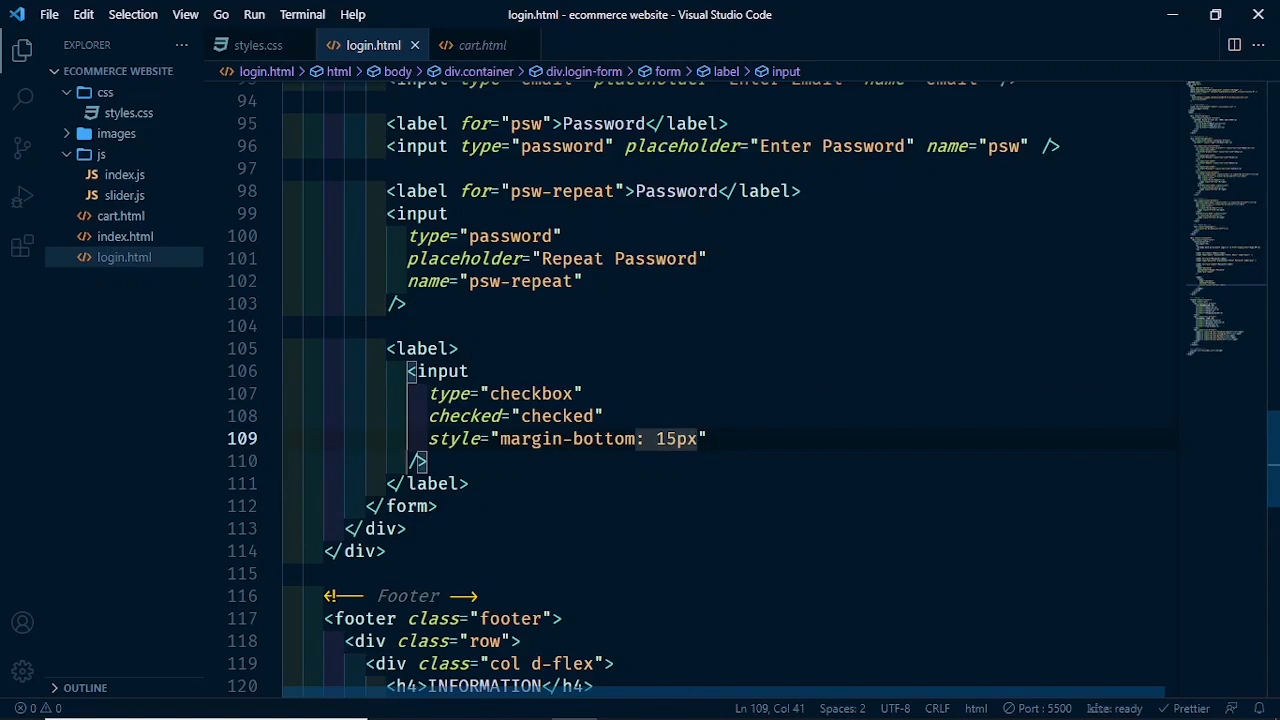 File Edit Selection View Go Run Terminal Help
login.html - ecommerce website - Visual Studio Code
EXPLORER
styles.css
login.html
cart.html
ECOMMERCE WEBSITE
login.html > html > body > div.container > div.login-form > form > label > input
css
styles.css
images
js
index.js
slider.js
cart.html
index.html
login.html
OUTLINE
94
95 <label for="psw">Password</label>
96 <input type="password" placeholder="Enter Password" name="psw" />
97
98 <label for="psw-repeat">Password</label>
99 <input
100 type="password"
101 placeholder="Repeat Password"
102 name="psw-repeat"
103 />
104
105 <label>
106 <input
107 type="checkbox"
108 checked="checked"
109 style="margin-bottom: 15px"
110 />
111 </label>
112 </form>
113 </div>
114 </div>
115
116 <!-- Footer -->
117 <footer class="footer">
118 <div class="row">
119 <div class="col d-flex">
120 <h4>INFORMATION</h4>
0 0
Ln 109, Col 41 Spaces: 2 UTF-8 CRLF html Port : 5500 kite: ready Prettier